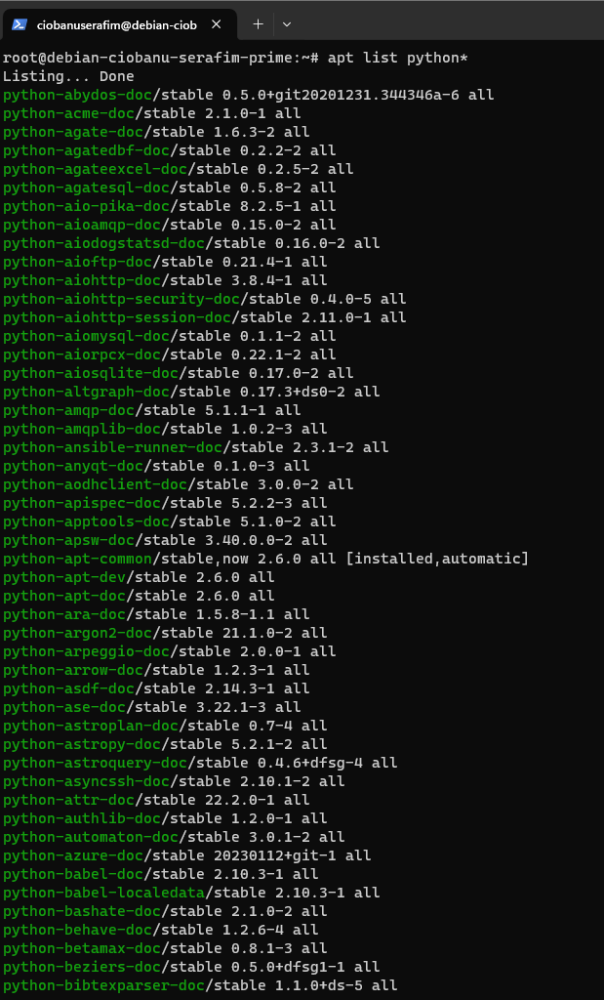 ciobanuserafim@debian-ciob
root@debian-ciobanu-serafim-prime:~# apt list python*
Listing... Done
python-abydos-doc/stable 0.5.0+git20201231.344346a-6 all
python-acme-doc/stable 2.1.0-1 all
python-agate-doc/stable 1.6.3-2 all
python-agatedbf-doc/stable 0.2.2-2 all
python-agateexcel-doc/stable 0.2.5-2 all
python-agatesql-doc/stable 0.5.8-2 all
python-aio-pika-doc/stable 8.2.5-1 all
python-aioamqp-doc/stable 0.15.0-2 all
python-aiodogstatsd-doc/stable 0.16.0-2 all
python-aioftp-doc/stable 0.21.4-1 all
python-aiohttp-doc/stable 3.8.4-1 all
python-aiohttp-security-doc/stable 0.4.0-5 all
python-aiohttp-session-doc/stable 2.11.0-1 all
python-aiomysql-doc/stable 0.1.1-2 all
python-aiorpcx-doc/stable 0.22.1-2 all
python-aiosqlite-doc/stable 0.17.0-2 all
python-altgraph-doc/stable 0.17.3+ds0-2 all
python-amqp-doc/stable 5.1.1-1 all
python-amqplib-doc/stable 1.0.2-3 all
python-ansible-runner-doc/stable 2.3.1-2 all
python-anyqt-doc/stable 0.1.0-3 all
python-aodhclient-doc/stable 3.0.0-2 all
python-apispec-doc/stable 5.2.2-3 all
python-apptools-doc/stable 5.1.0-2 all
python-apsw-doc/stable 3.40.0.0-2 all
python-apt-common/stable,now 2.6.0 all [installed,automatic]
python-apt-dev/stable 2.6.0 all
python-apt-doc/stable 2.6.0 all
python-ara-doc/stable 1.5.8-1.1 all
python-argon2-doc/stable 21.1.0-2 all
python-arpeggio-doc/stable 2.0.0-1 all
python-arrow-doc/stable 1.2.3-1 all
python-asdf-doc/stable 2.14.3-1 all
python-ase-doc/stable 3.22.1-3 all
python-astroplan-doc/stable 0.7-4 all
python-astropy-doc/stable 5.2.1-2 all
python-astroquery-doc/stable 0.4.6+dfsg-4 all
python-asyncssh-doc/stable 2.10.1-2 all
python-attr-doc/stable 22.2.0-1 all
python-authlib-doc/stable 1.2.0-1 all
python-automaton-doc/stable 3.0.1-2 all
python-azure-doc/stable 20230112+git-1 all
python-babel-doc/stable 2.10.3-1 all
python-babel-localedata/stable 2.10.3-1 all
python-bashate-doc/stable 2.1.0-2 all
python-behave-doc/stable 1.2.6-4 all
python-betamax-doc/stable 0.8.1-3 all
python-beziers-doc/stable 0.5.0+dfsg1-1 all
python-bibtexparser-doc/stable 1.1.0+ds-5 all